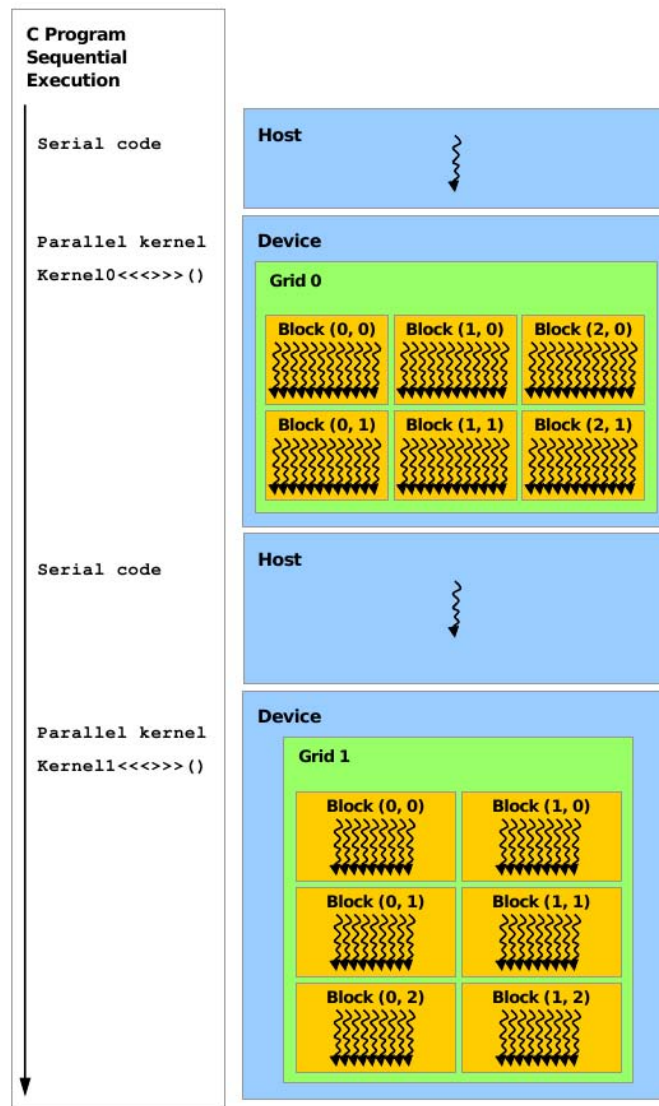 C Program
Sequential
Execution
Serial code
Host
Parallel kernel
Kernel0<<<>>>()
Device
Grid 0
Block (0, 0)
Block (1, 0)
Block (2, 0)
Block (0, 1)
Block (1, 1)
Block (2, 1)
Serial code
Host
Parallel kernel
Kernel1<<<>>>()
Device
Grid 1
Block (0, 0)
Block (1, 0)
Block (0, 1)
Block (1, 1)
Block (0, 2)
Block (1, 2)